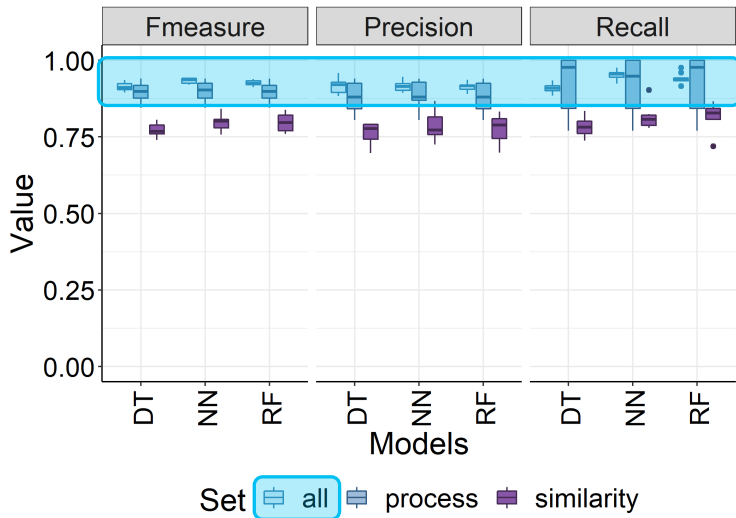 Fmeasure Precision Recall
1.00
0.75
0.50
0.25
0.00
Value
DT NN RF DT NN RF DT NN RF
Models
Set all process similarity